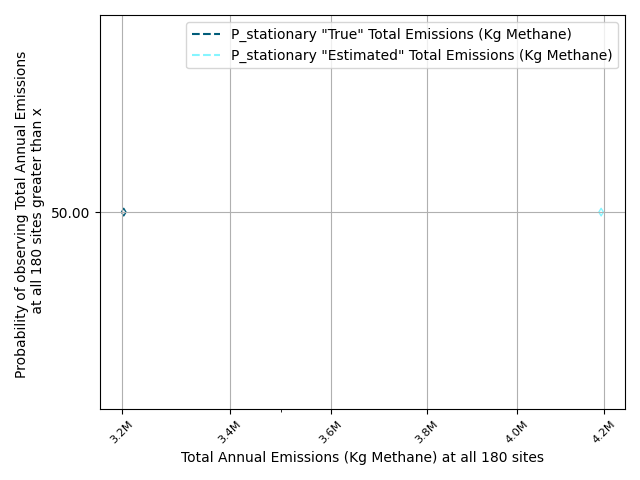 P_stationary "True" Total Emissions (Kg Methane)
P_stationary "Estimated" Total Emissions (Kg Methane)
Probability of observing Total Annual Emissions
at all 180 sites greater than x
50.00
3.2M
3.4M
3.6M
3.8M
4.0M
4.2M
Total Annual Emissions (Kg Methane) at all 180 sites